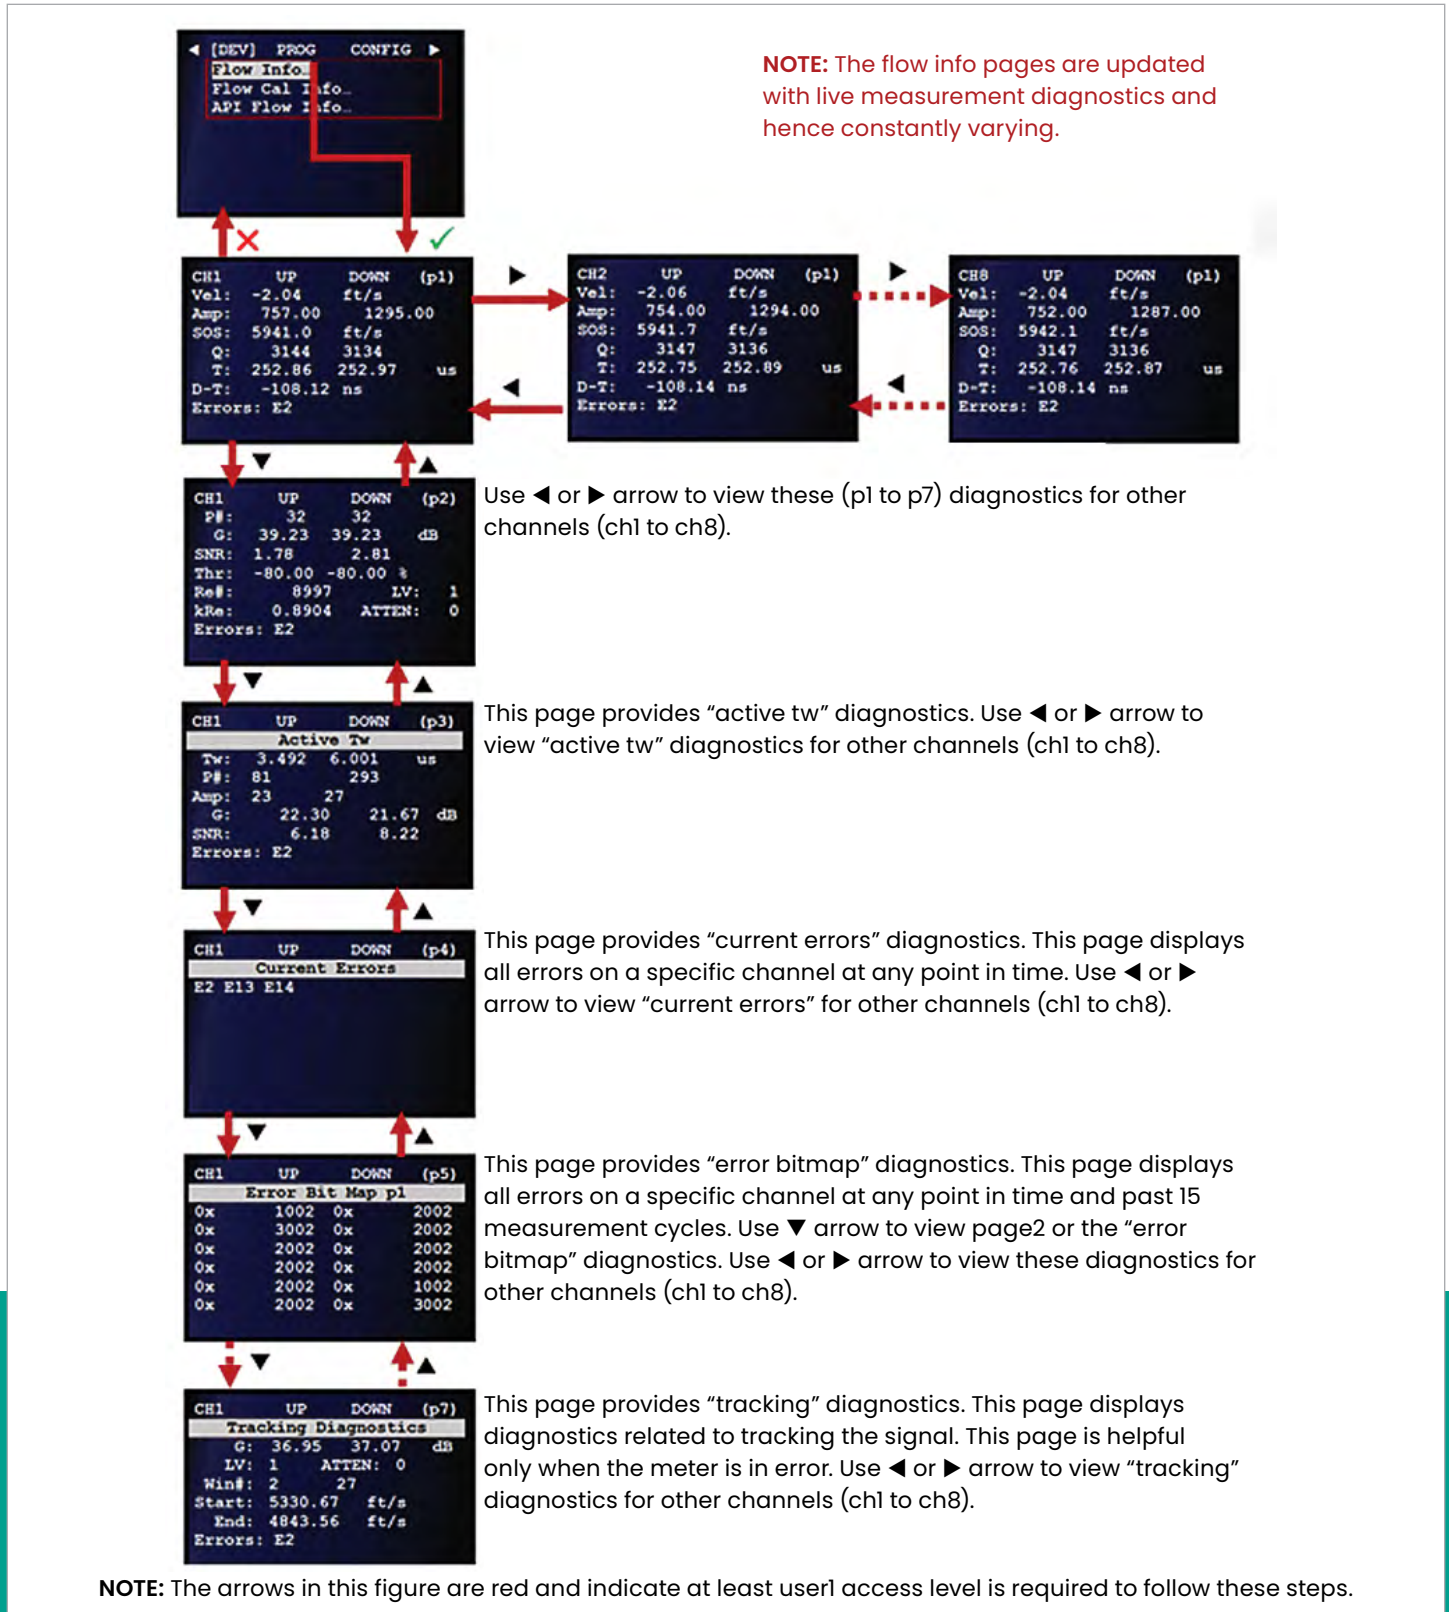 ◀ [DEV] PROG CONFIG ▶
Flow Info…
Flow Cal Info…
API Flow Info…
NOTE: The flow info pages are updated
with live measurement diagnostics and
hence constantly varying.
✕ ✓
CH1 UP DOWN (p1)
Vel: -2.04 ft/s
Amp: 757.00 1295.00
SOS: 5941.0 ft/s
Q: 3144 3134
T: 252.86 252.97 us
D-T: -108.12 ns
Errors: E2
▶
◀
CH2 UP DOWN (p1)
Vel: -2.06 ft/s
Amp: 754.00 1294.00
SOS: 5941.7 ft/s
Q: 3147 3136
T: 252.75 252.89 us
D-T: -108.14 ns
Errors: E2
▶
◀
CH8 UP DOWN (p1)
Vel: -2.04 ft/s
Amp: 752.00 1287.00
SOS: 5942.1 ft/s
Q: 3147 3136
T: 252.76 252.87 us
D-T: -108.14 ns
Errors: E2
▼ ▲
CH1 UP DOWN (p2)
P#: 32 32
G: 39.23 39.23 dB
SNR: 1.78 2.81
Thr: -80.00 -80.00 %
Re#: 8997 LV: 1
kRe: 0.8904 ATTEN: 0
Errors: E2
Use ◀ or ▶ arrow to view these (p1 to p7) diagnostics for other
channels (ch1 to ch8).
▼ ▲
CH1 UP DOWN (p3)
Active Tw
Tw: 3.492 6.001 us
P#: 81 293
Amp: 23 27
G: 22.30 21.67 dB
SNR: 6.18 8.22
Errors: E2
This page provides “active tw” diagnostics. Use ◀ or ▶ arrow to
view “active tw” diagnostics for other channels (ch1 to ch8).
▼ ▲
CH1 UP DOWN (p4)
Current Errors
E2 E13 E14
This page provides “current errors” diagnostics. This page displays
all errors on a specific channel at any point in time. Use ◀ or ▶
arrow to view “current errors” for other channels (ch1 to ch8).
▼ ▲
CH1 UP DOWN (p5)
Error Bit Map p1
0x 1002 0x 2002
0x 3002 0x 2002
0x 2002 0x 2002
0x 2002 0x 2002
0x 2002 0x 1002
0x 2002 0x 3002
This page provides “error bitmap” diagnostics. This page displays
all errors on a specific channel at any point in time and past 15
measurement cycles. Use ▼ arrow to view page2 or the “error
bitmap” diagnostics. Use ◀ or ▶ arrow to view these diagnostics for
other channels (ch1 to ch8).
▼ ▲
CH1 UP DOWN (p7)
Tracking Diagnostics
G: 36.95 37.07 dB
LV: 1 ATTEN: 0
Win#: 2 27
Start: 5330.67 ft/s
End: 4843.56 ft/s
Errors: E2
This page provides “tracking” diagnostics. This page displays
diagnostics related to tracking the signal. This page is helpful
only when the meter is in error. Use ◀ or ▶ arrow to view “tracking”
diagnostics for other channels (ch1 to ch8).
NOTE: The arrows in this figure are red and indicate at least user1 access level is required to follow these steps.